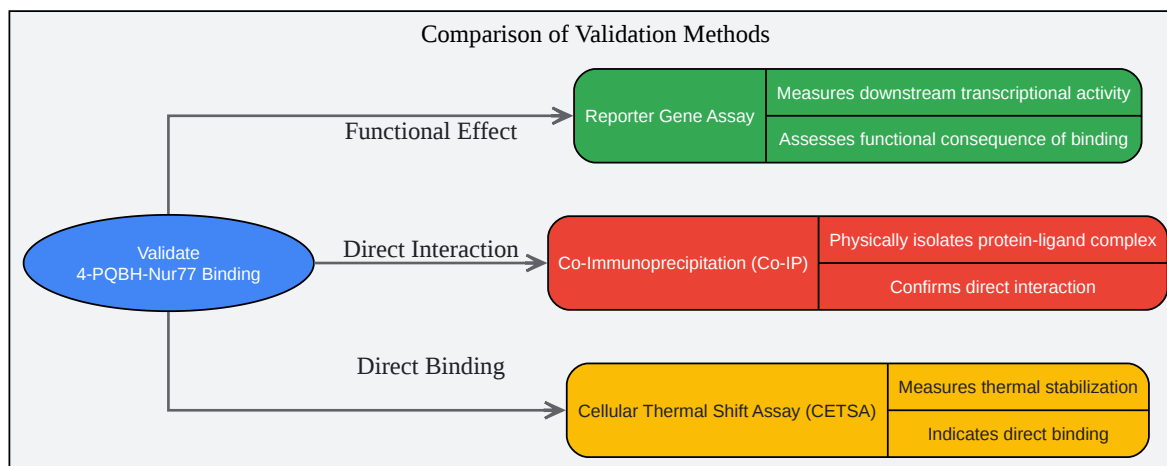 Comparison of Validation Methods
Functional Effect
Reporter Gene Assay
Measures downstream transcriptional activity
Assesses functional consequence of binding
Validate
4-PQBH-Nur77 Binding
Direct Interaction
Co-Immunoprecipitation (Co-IP)
Physically isolates protein-ligand complex
Confirms direct interaction
Direct Binding
Cellular Thermal Shift Assay (CETSA)
Measures thermal stabilization
Indicates direct binding